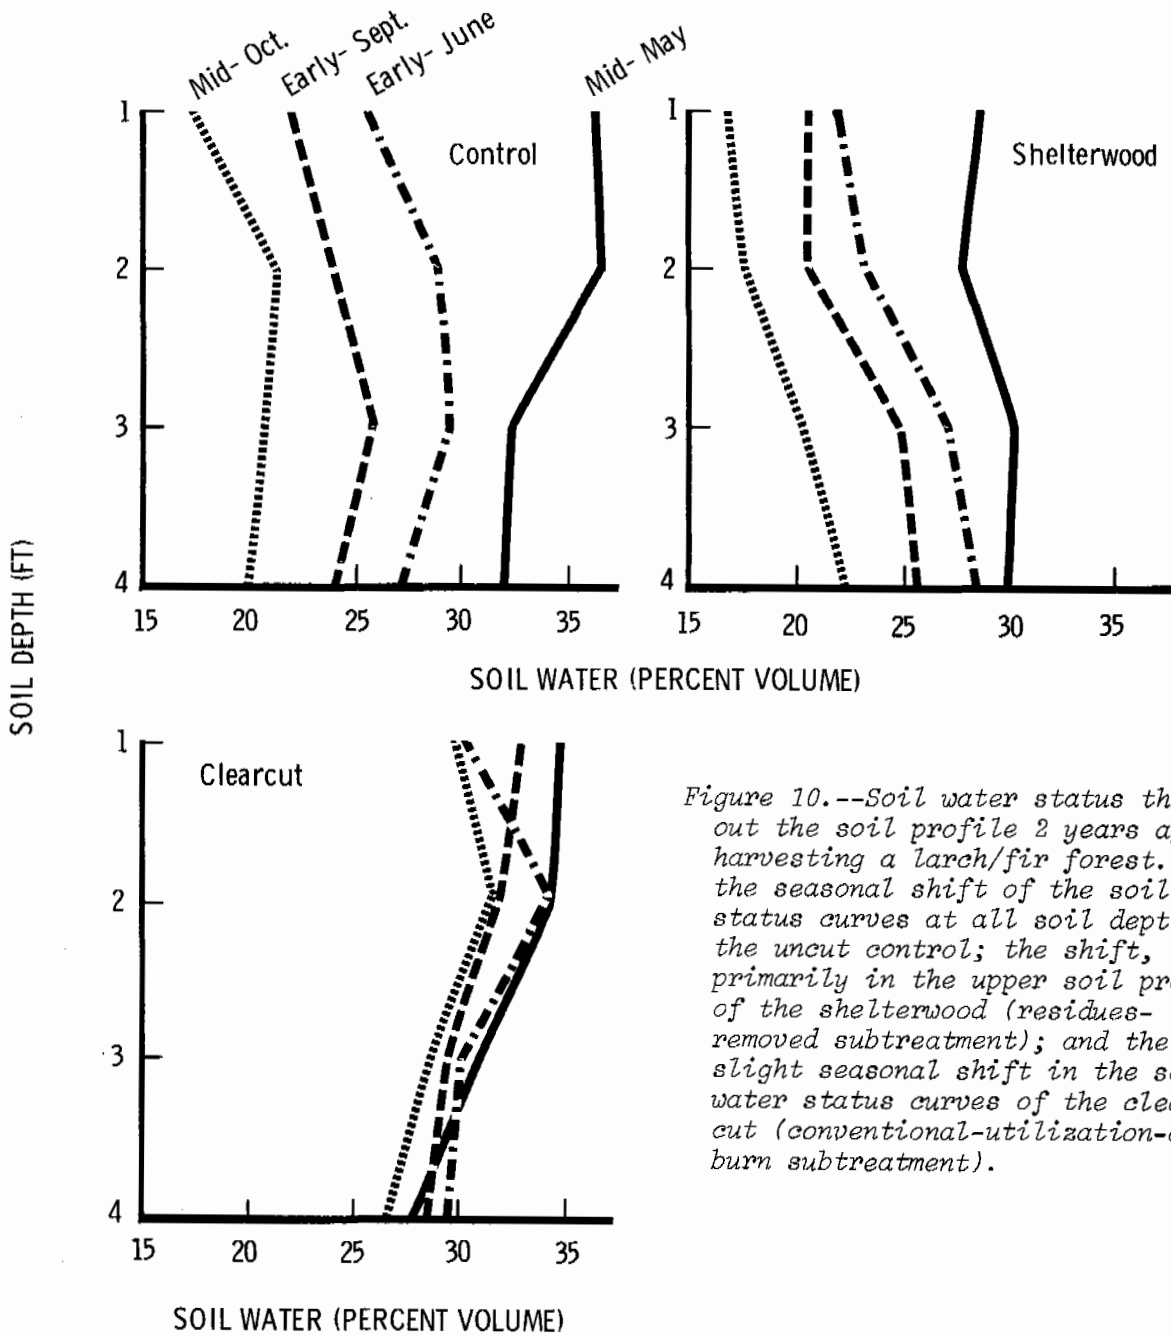 Mid- Oct.
Early- Sept.
Early- June
Mid- May
1
2
3
4
Control
15 20 25 30 35
1
2
3
4
Shelterwood
15 20 25 30 35
SOIL DEPTH (FT)
SOIL WATER (PERCENT VOLUME)
1
2
3
4
Clearcut
15 20 25 30 35
SOIL WATER (PERCENT VOLUME)
Figure 10.--Soil water status
out the soil profile 2 years
harvesting a larch/fir forest.
the seasonal shift of the soil
status curves at all soil
the uncut control; the shift,
primarily in the upper soil
of the shelterwood (residues-
removed subtreatment); and the
slight seasonal shift in the
water status curves of the
cut (conventional-utilization-
burn subtreatment).